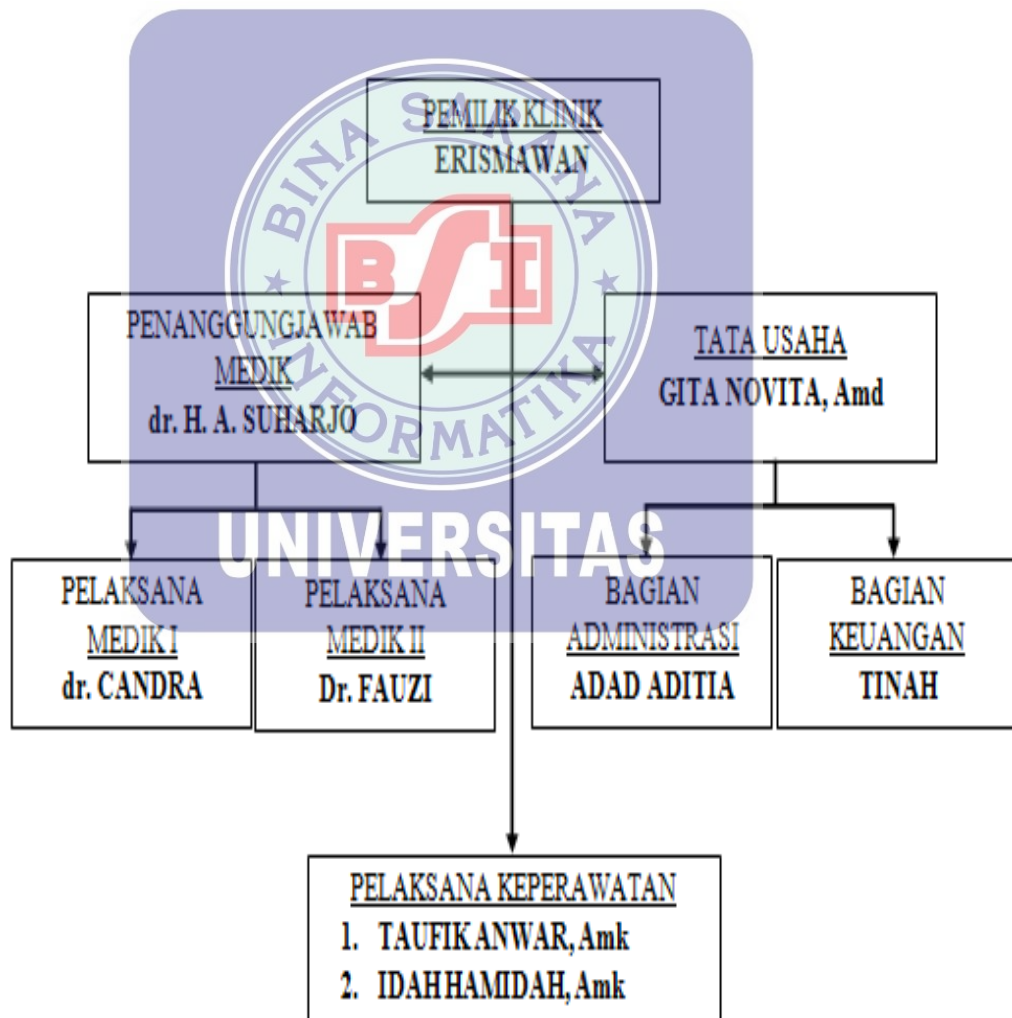 PEMILIK KLINIK
ERISMAWAN
BINA SARANA
BSI
INFORMATIKA
UNIVERSITAS
PENANGGUNGJAWAB
MEDIK
dr. H. A. SUHARJO
TATA USAHA
GITA NOVITA, Amd
PELAKSANA
MEDIK I
dr. CANDRA
PELAKSANA
MEDIK II
Dr. FAUZI
BAGIAN
ADMINISTRASI
ADAD ADITIA
BAGIAN
KEUANGAN
TINAH
PELAKSANA KEPERAWATAN
1. TAUFIK ANWAR, Amk
2. IDAH HAMIDAH, Amk